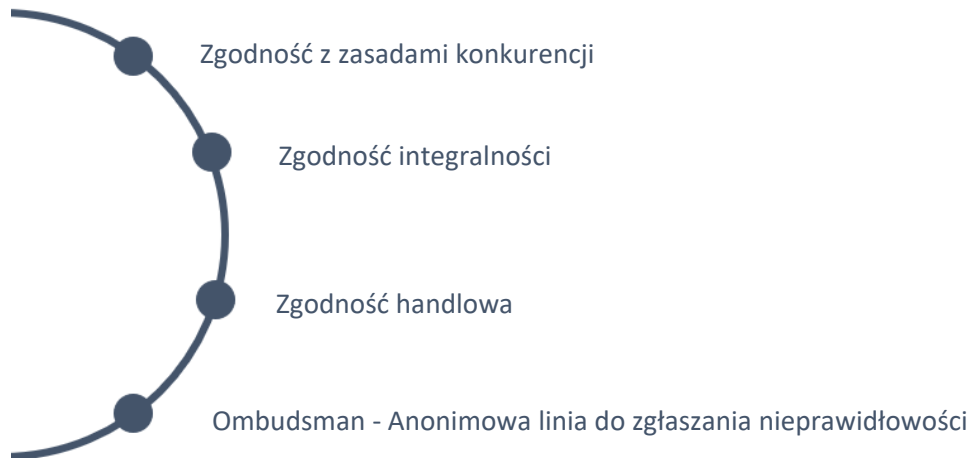 Zgodność z zasadami konkurencji
Zgodność integralności
Zgodność handlowa
Ombudsman - Anonimowa linia do zgłaszania nieprawidłowości